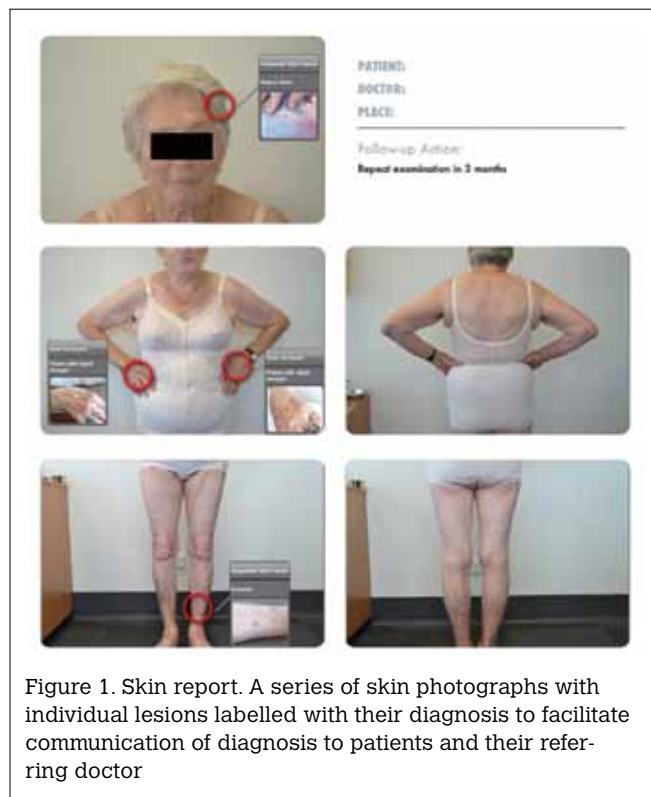 PATIENT:
DOCTOR:
PLACE:
Follow-up Action:
Repeat examination in 3 months
Figure 1. Skin report. A series of skin photographs with
individual lesions labelled with their diagnosis to facilitate
communication of diagnosis to patients and their refer-
ring doctor